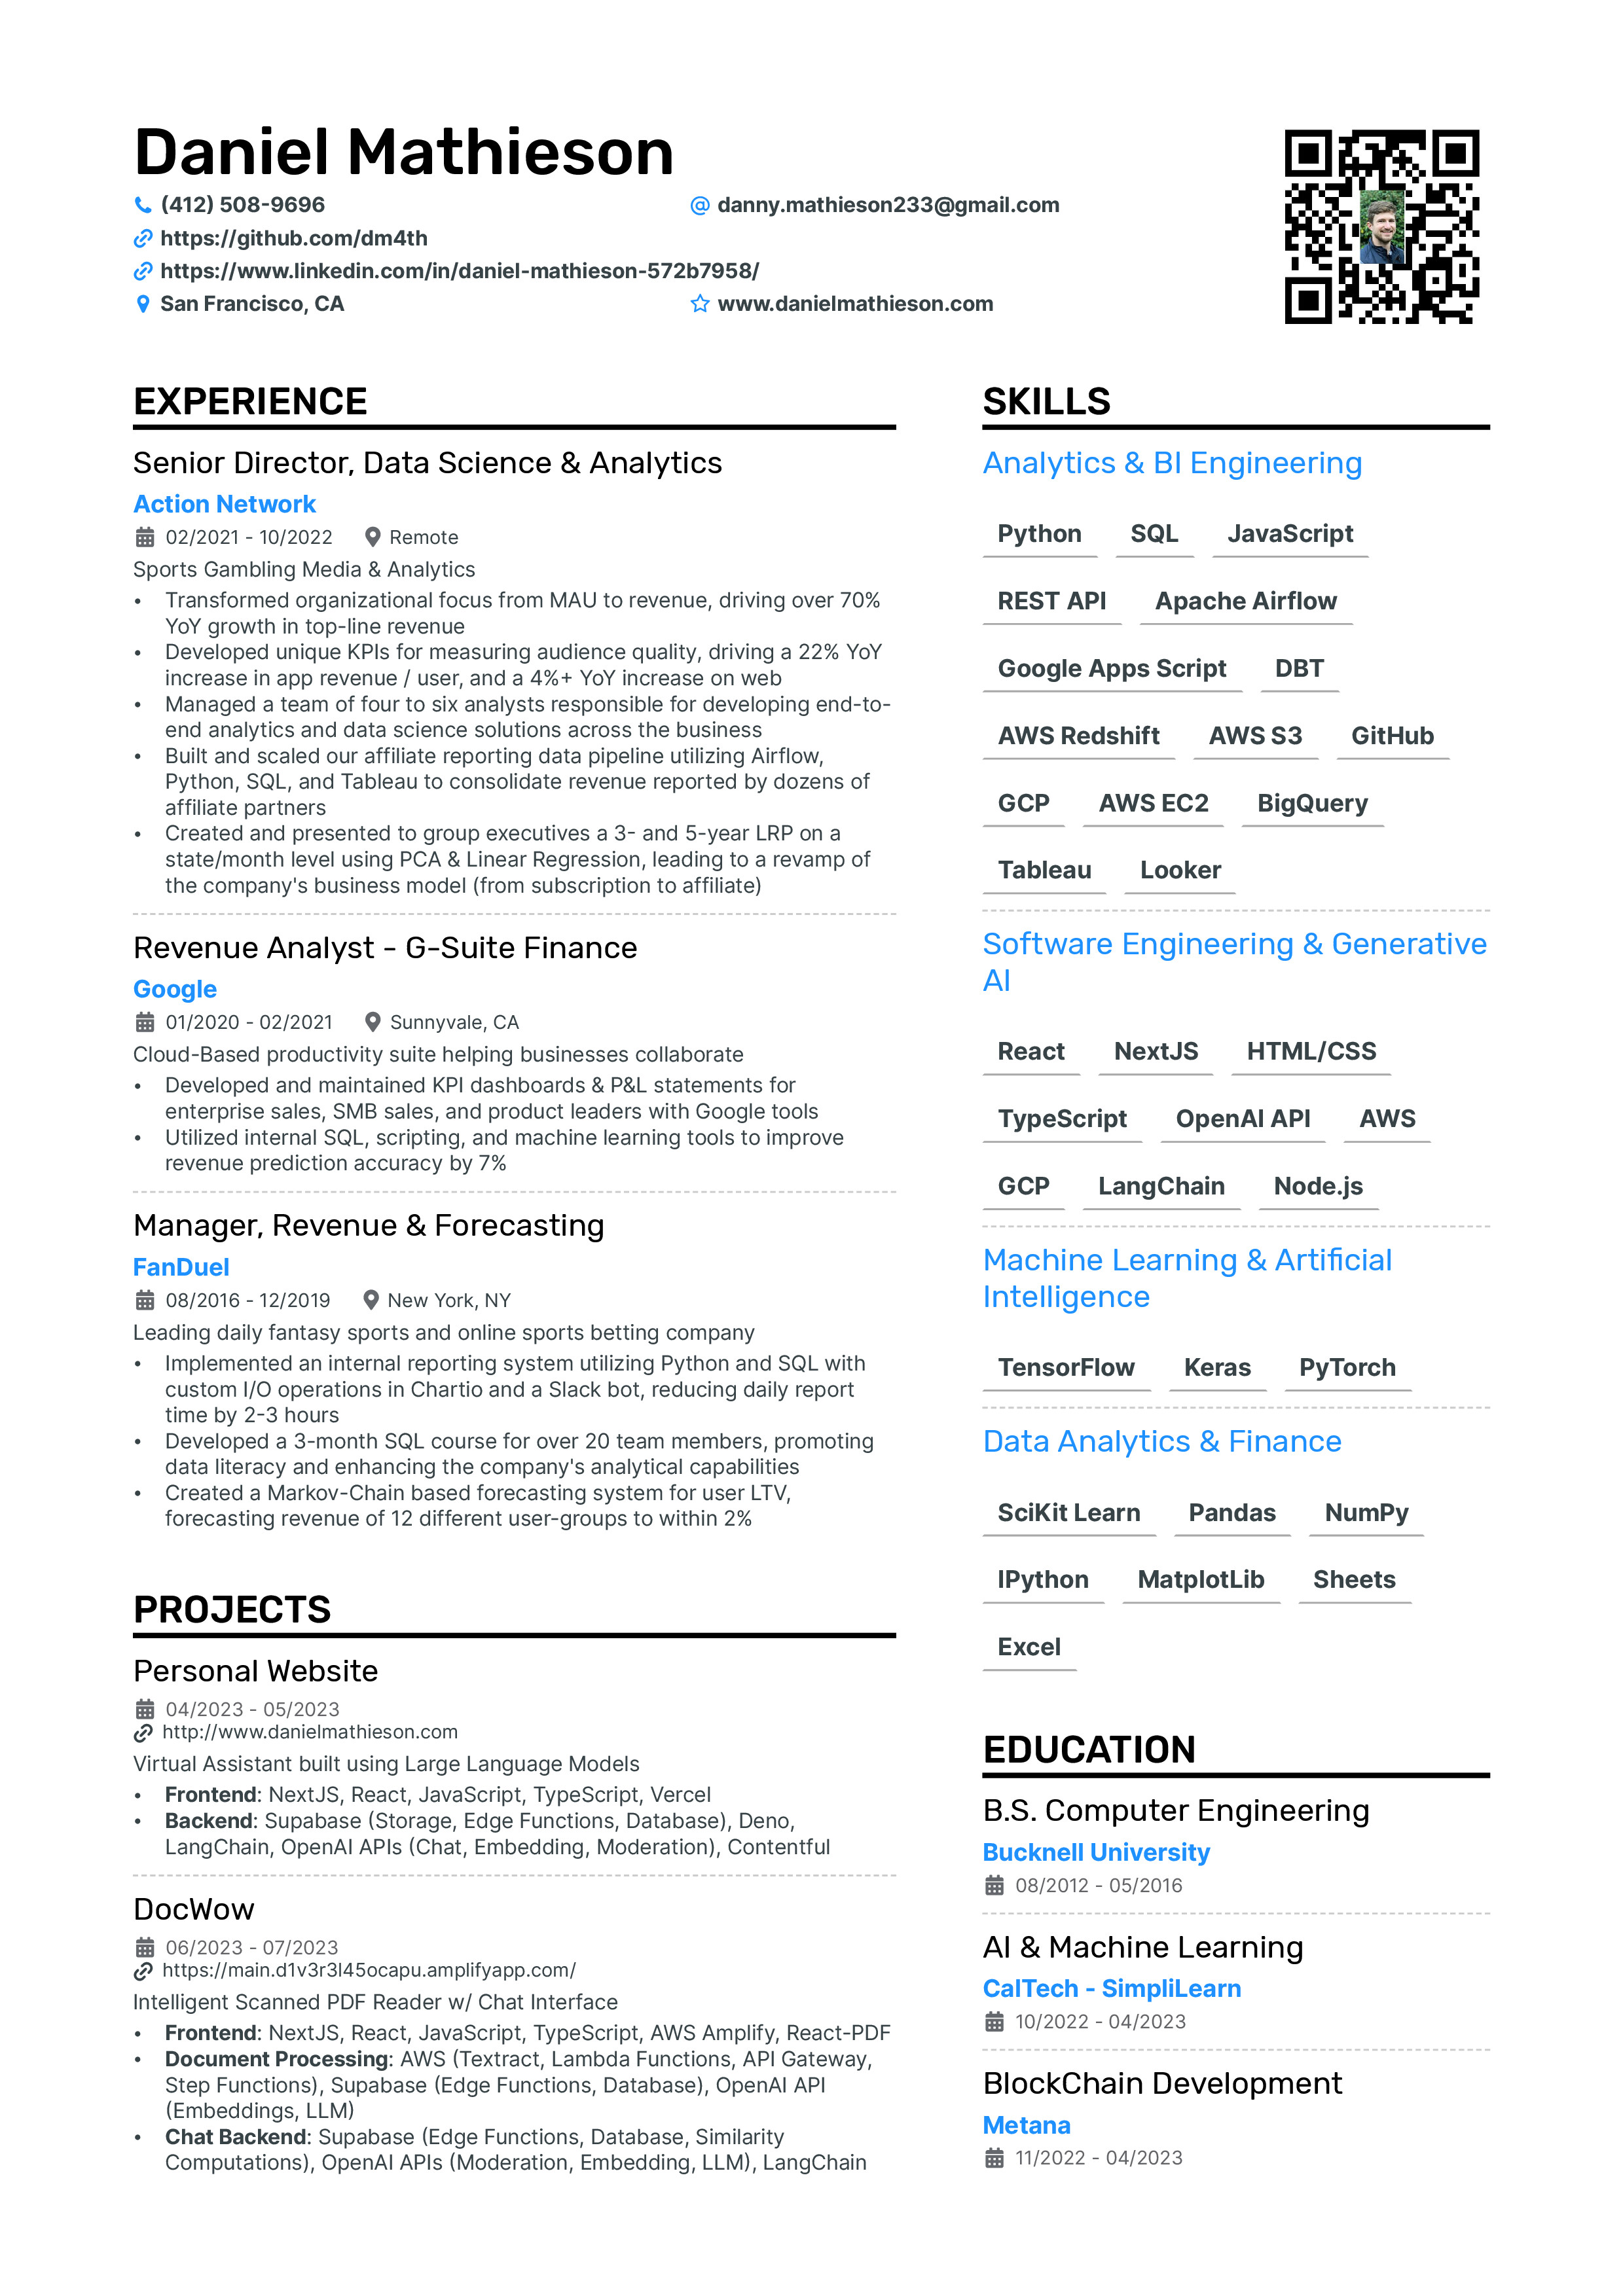 Daniel Mathieson
(412) 508-9696
@ danny.mathieson233@gmail.com
https://github.com/dm4th
https://www.linkedin.com/in/daniel-mathieson-572b7958/
San Francisco, CA
www.danielmathieson.com
EXPERIENCE
Senior Director, Data Science & Analytics
Action Network
02/2021 - 10/2022 Remote
Sports Gambling Media & Analytics
• Transformed organizational focus from MAU to revenue, driving over 70%
YoY growth in top-line revenue
• Developed unique KPIs for measuring audience quality, driving a 22% YoY
increase in app revenue / user, and a 4%+ YoY increase on web
• Managed a team of four to six analysts responsible for developing end-to-
end analytics and data science solutions across the business
• Built and scaled our affiliate reporting data pipeline utilizing Airflow,
Python, SQL, and Tableau to consolidate revenue reported by dozens of
affiliate partners
• Created and presented to group executives a 3- and 5-year LRP on a
state/month level using PCA & Linear Regression, leading to a revamp of
the company's business model (from subscription to affiliate)
Revenue Analyst - G-Suite Finance
Google
01/2020 - 02/2021 Sunnyvale, CA
Cloud-Based productivity suite helping businesses collaborate
• Developed and maintained KPI dashboards & P&L statements for
enterprise sales, SMB sales, and product leaders with Google tools
• Utilized internal SQL, scripting, and machine learning tools to improve
revenue prediction accuracy by 7%
Manager, Revenue & Forecasting
FanDuel
08/2016 - 12/2019 New York, NY
Leading daily fantasy sports and online sports betting company
• Implemented an internal reporting system utilizing Python and SQL with
custom I/O operations in Chartio and a Slack bot, reducing daily report
time by 2-3 hours
• Developed a 3-month SQL course for over 20 team members, promoting
data literacy and enhancing the company's analytical capabilities
• Created a Markov-Chain based forecasting system for user LTV,
forecasting revenue of 12 different user-groups to within 2%
PROJECTS
Personal Website
04/2023 - 05/2023
http://www.danielmathieson.com
Virtual Assistant built using Large Language Models
• Frontend: NextJS, React, JavaScript, TypeScript, Vercel
• Backend: Supabase (Storage, Edge Functions, Database), Deno,
LangChain, OpenAI APIs (Chat, Embedding, Moderation), Contentful
DocWow
06/2023 - 07/2023
https://main.d1v3r3l45ocapu.amplifyapp.com/
Intelligent Scanned PDF Reader w/ Chat Interface
• Frontend: NextJS, React, JavaScript, TypeScript, AWS Amplify, React-PDF
• Document Processing: AWS (Textract, Lambda Functions, API Gateway,
Step Functions), Supabase (Edge Functions, Database), OpenAI API
(Embeddings, LLM)
• Chat Backend: Supabase (Edge Functions, Database, Similarity
Computations), OpenAI APIs (Moderation, Embedding, LLM), LangChain
SKILLS
Analytics & BI Engineering
Python SQL JavaScript
REST API Apache Airflow
Google Apps Script DBT
AWS Redshift AWS S3 GitHub
GCP AWS EC2 BigQuery
Tableau Looker
Software Engineering & Generative
AI
React NextJS HTML/CSS
TypeScript OpenAI API AWS
GCP LangChain Node.js
Machine Learning & Artificial
Intelligence
TensorFlow Keras PyTorch
Data Analytics & Finance
SciKit Learn Pandas NumPy
IPython MatplotLib Sheets
Excel
EDUCATION
B.S. Computer Engineering
Bucknell University
08/2012 - 05/2016
AI & Machine Learning
CalTech - SimpliLearn
10/2022 - 04/2023
BlockChain Development
Metana
11/2022 - 04/2023